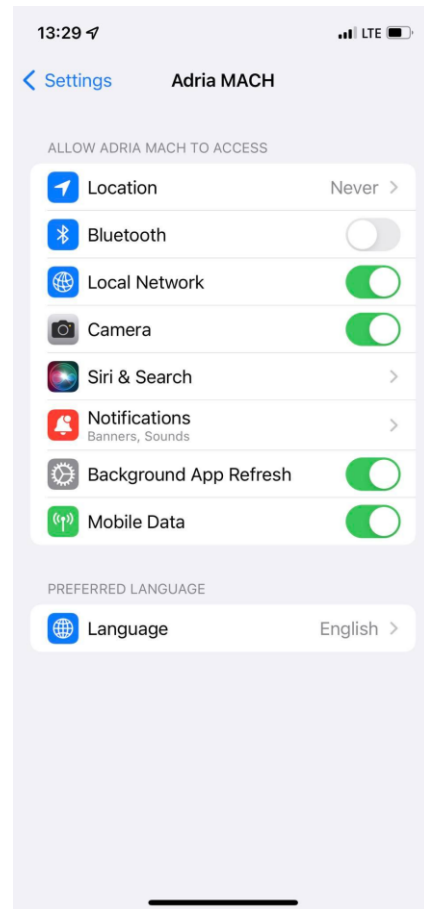 13:29 LTE
Settings Adria MACH
ALLOW ADRIA MACH TO ACCESS
Location Never
Bluetooth
Local Network
Camera
Siri & Search
Notifications
Banners, Sounds
Background App Refresh
Mobile Data
PREFERRED LANGUAGE
Language English